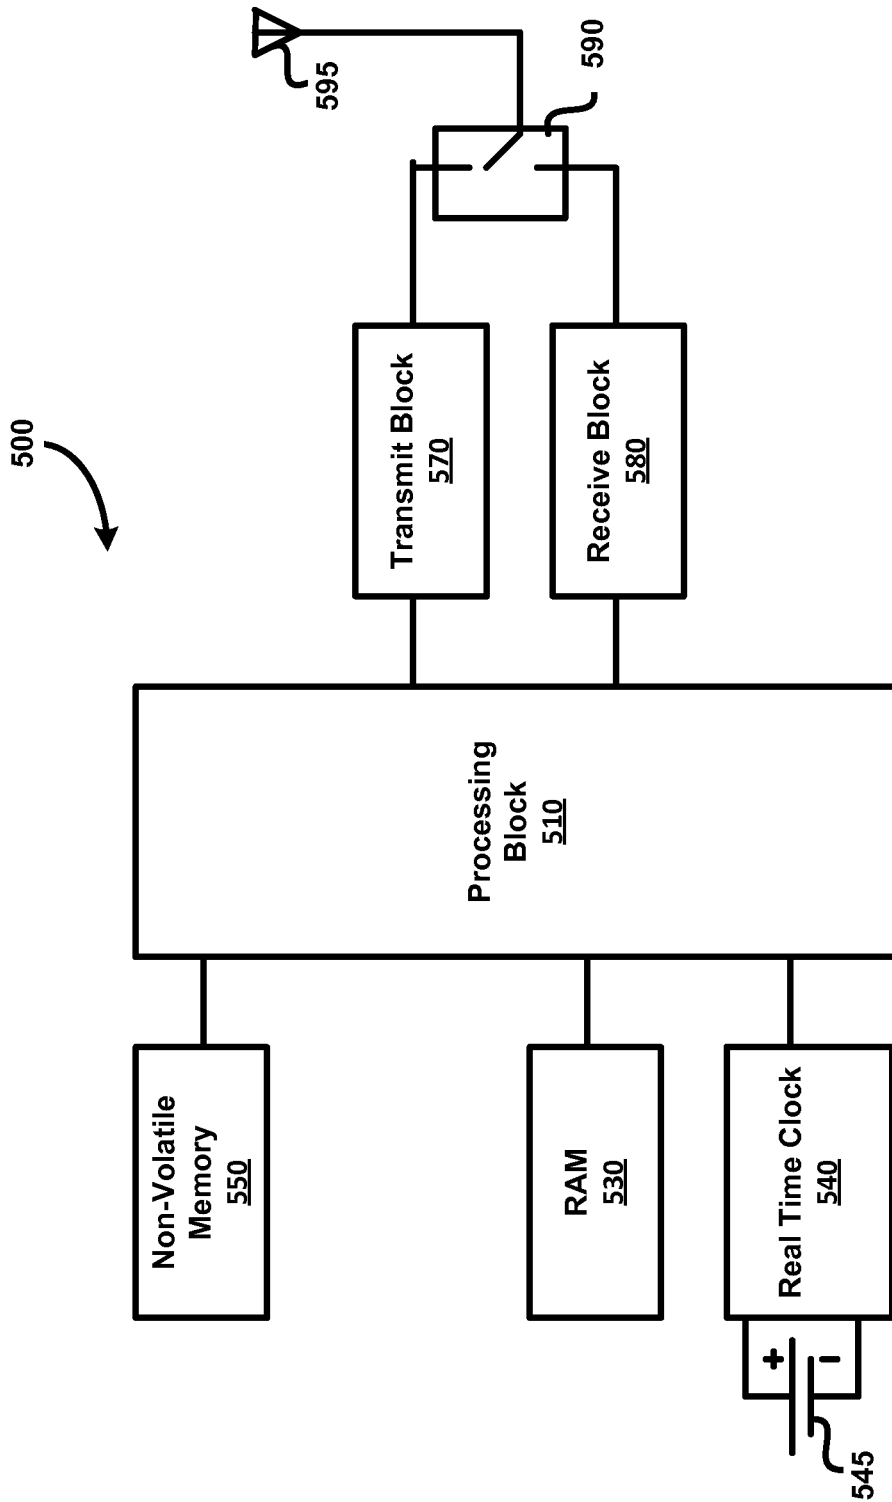 500
Non-Volatile
Memory
550
RAM
530
Real Time Clock
540
+
−
545
Processing
Block
510
Transmit Block
570
Receive Block
580
590
595